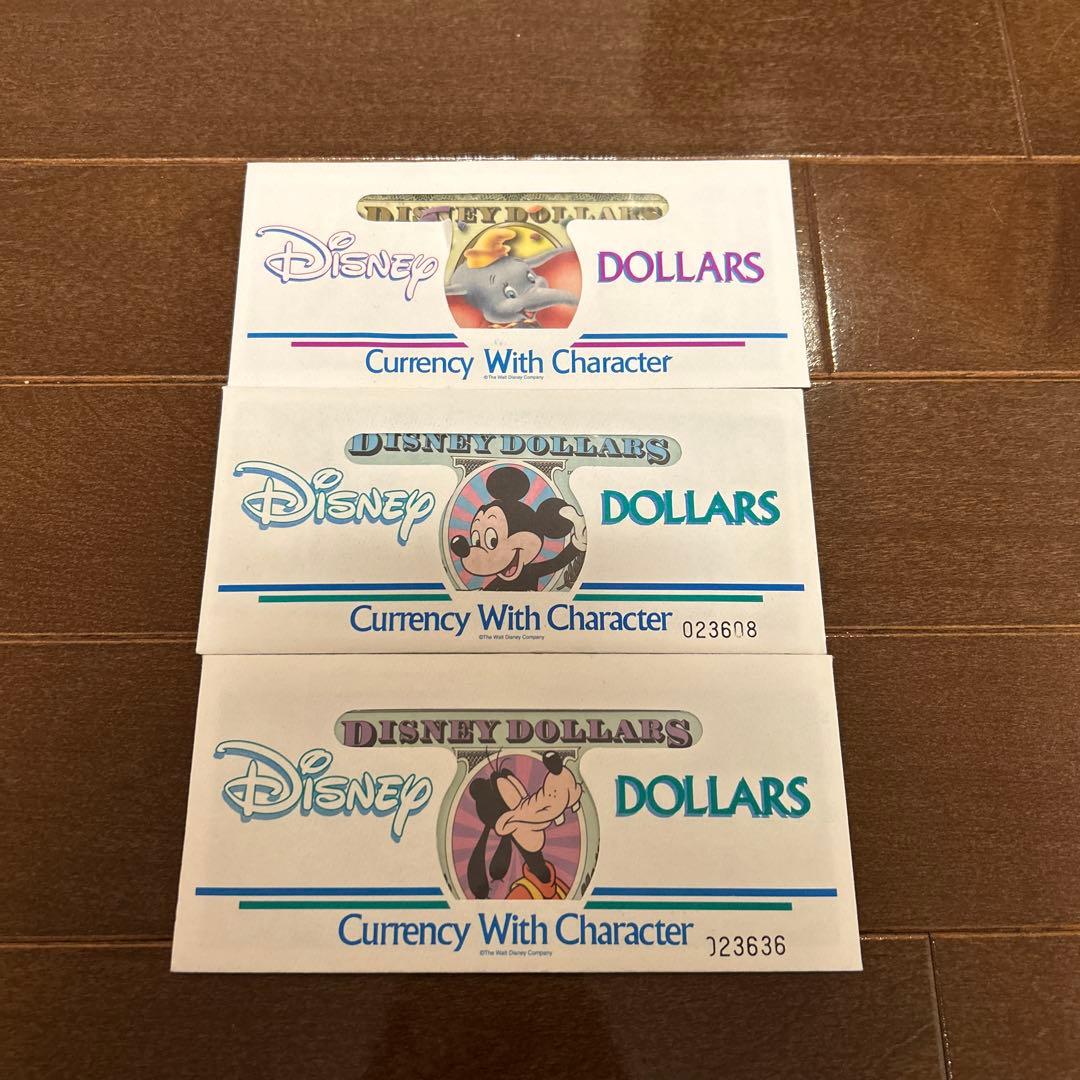 DISNEY DOLLARS
Disney DOLLARS
Currency With Character
©The Walt Disney Company
DISNEY DOLLARS
Disney DOLLARS
Currency With Character 023608
©The Walt Disney Company
DISNEY DOLLARS
Disney DOLLARS
Currency With Character 023636
©The Walt Disney Company